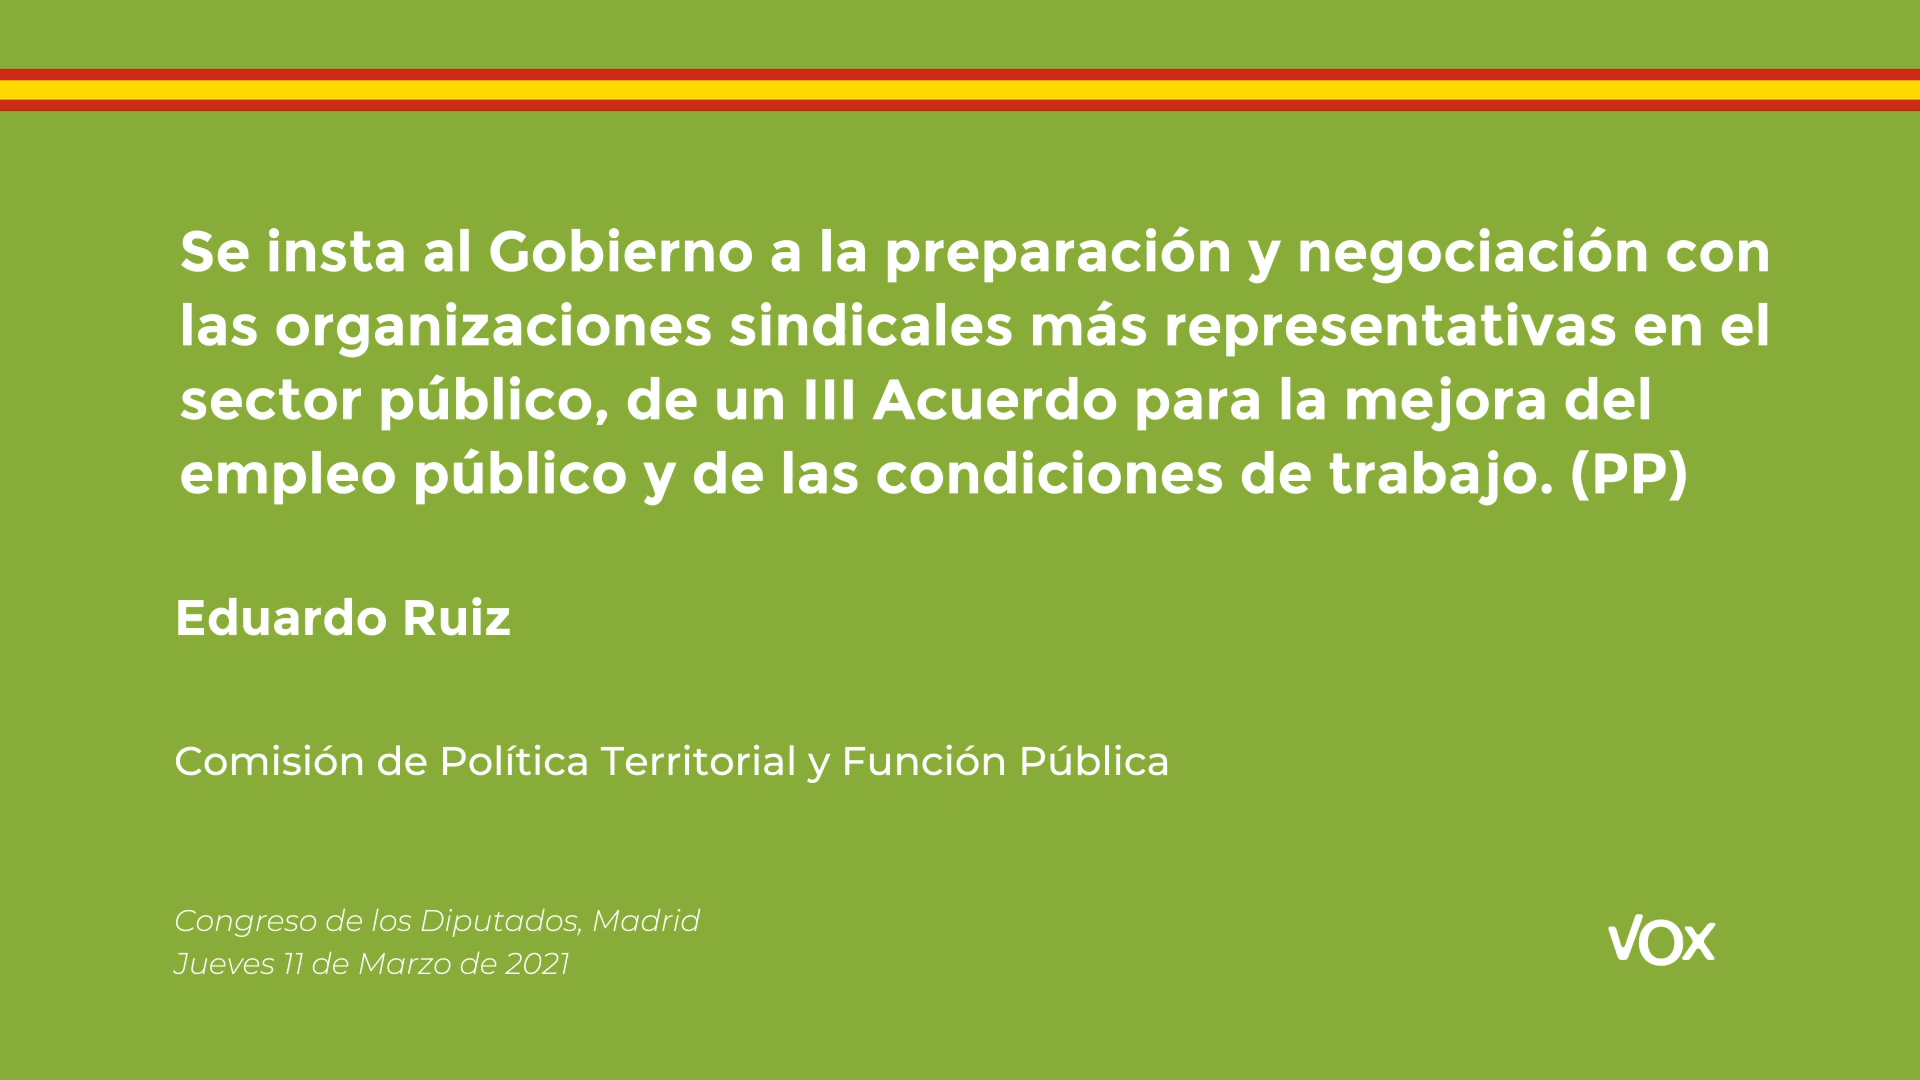 Se insta al Gobierno a la preparación y negociación con
las organizaciones sindicales más representativas en el
sector público, de un III Acuerdo para la mejora del
empleo público y de las condiciones de trabajo. (PP)
Eduardo Ruiz
Comisión de Política Territorial y Función Pública
Congreso de los Diputados, Madrid
Jueves 11 de Marzo de 2021
VOX